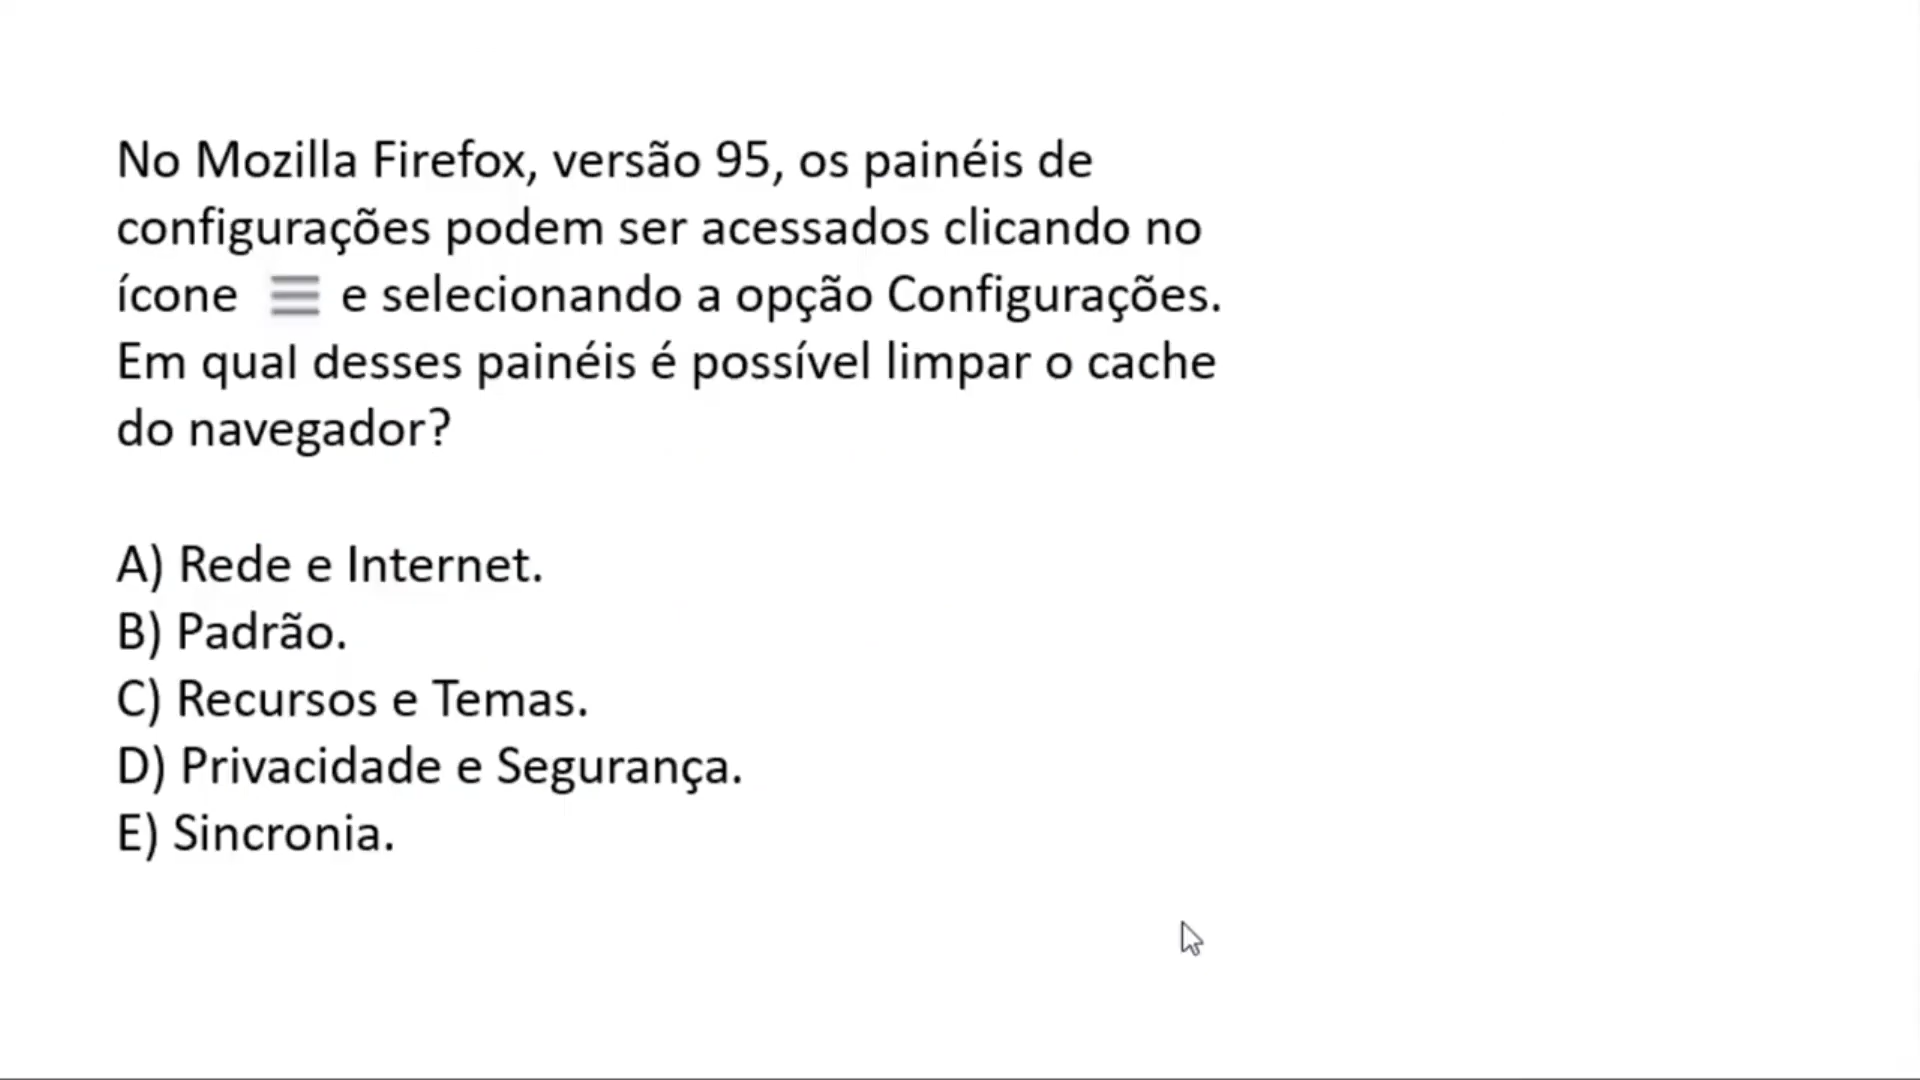 No Mozilla Firefox, versão 95, os painéis de
configurações podem ser acessados clicando no
ícone e selecionando a opção Configurações.
Em qual desses painéis é possível limpar o cache
do navegador?
A) Rede e Internet.
B) Padrão.
C) Recursos e Temas.
D) Privacidade e Segurança.
E) Sincronia.